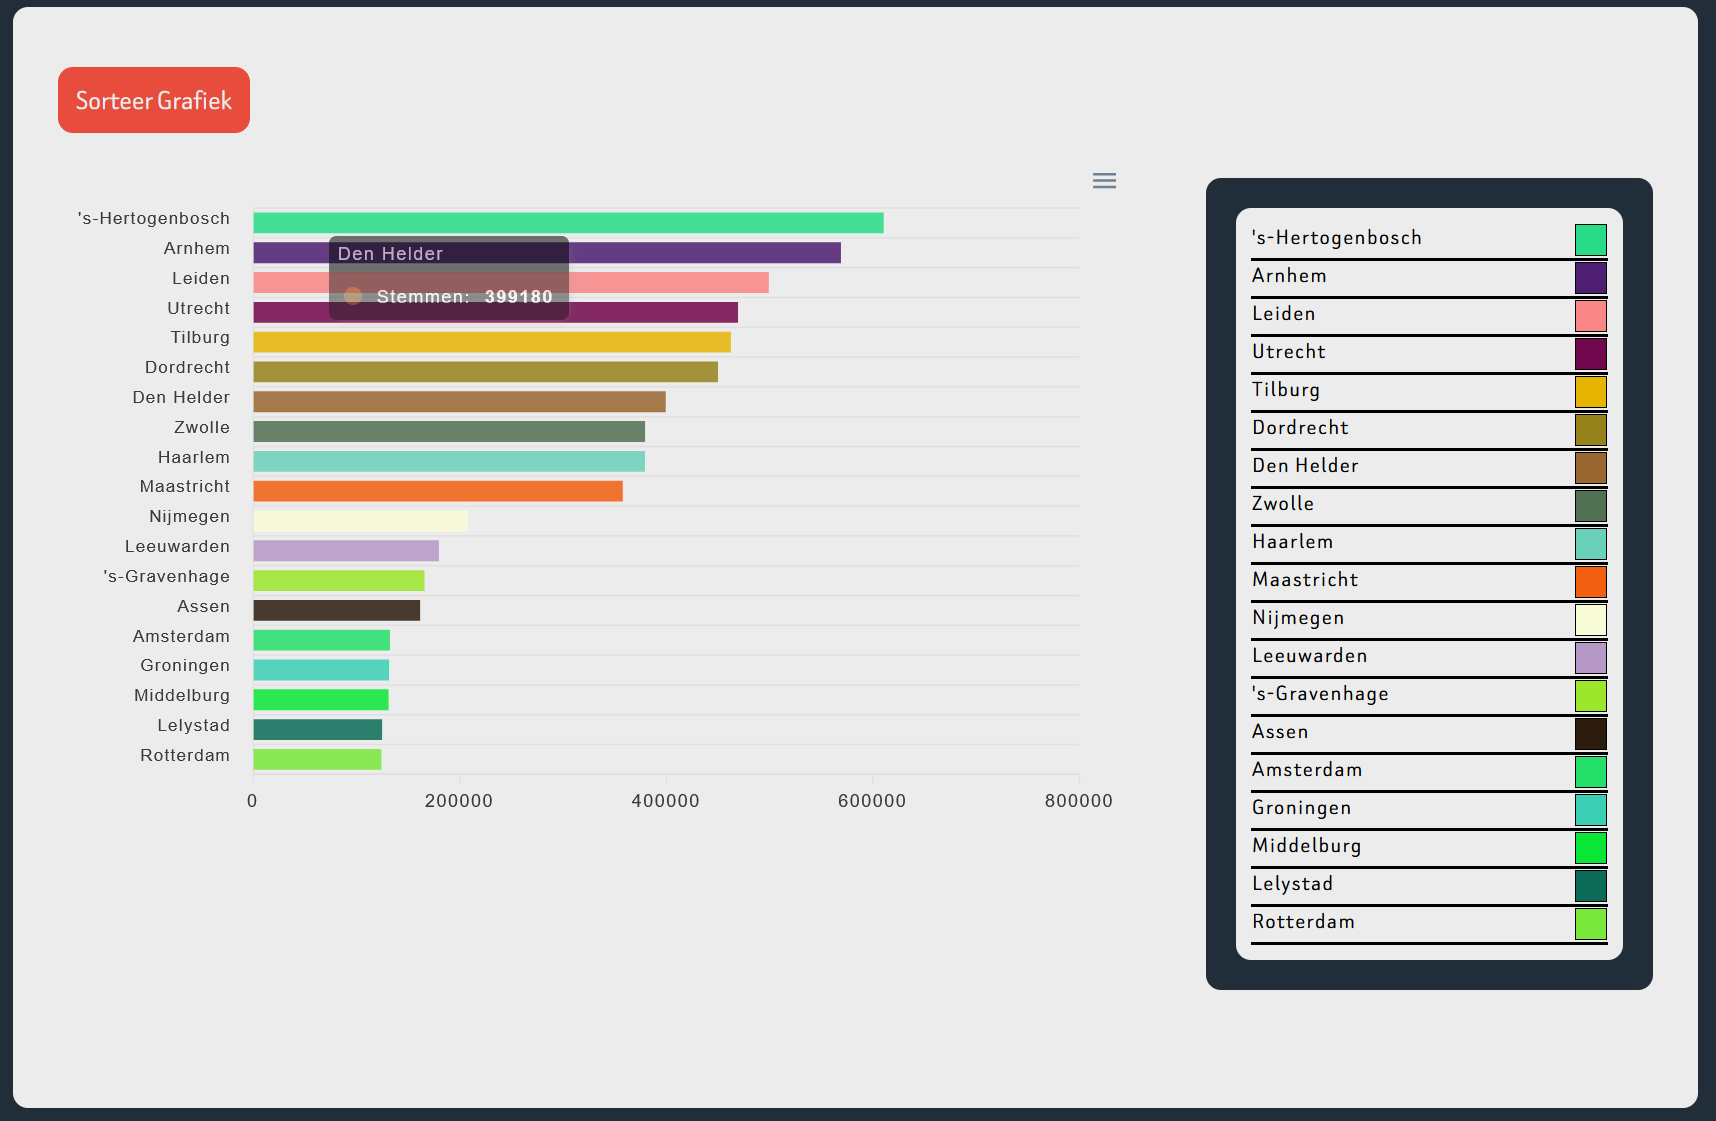 Sorteer Grafiek
's-Hertogenbosch
Arnhem
Leiden
Utrecht
Tilburg
Dordrecht
Den Helder
Zwolle
Haarlem
Maastricht
Nijmegen
Leeuwarden
's-Gravenhage
Assen
Amsterdam
Groningen
Middelburg
Lelystad
Rotterdam
Den Helder
Stemmen: 399180
0 200000 400000 600000 800000
's-Hertogenbosch
Arnhem
Leiden
Utrecht
Tilburg
Dordrecht
Den Helder
Zwolle
Haarlem
Maastricht
Nijmegen
Leeuwarden
's-Gravenhage
Assen
Amsterdam
Groningen
Middelburg
Lelystad
Rotterdam